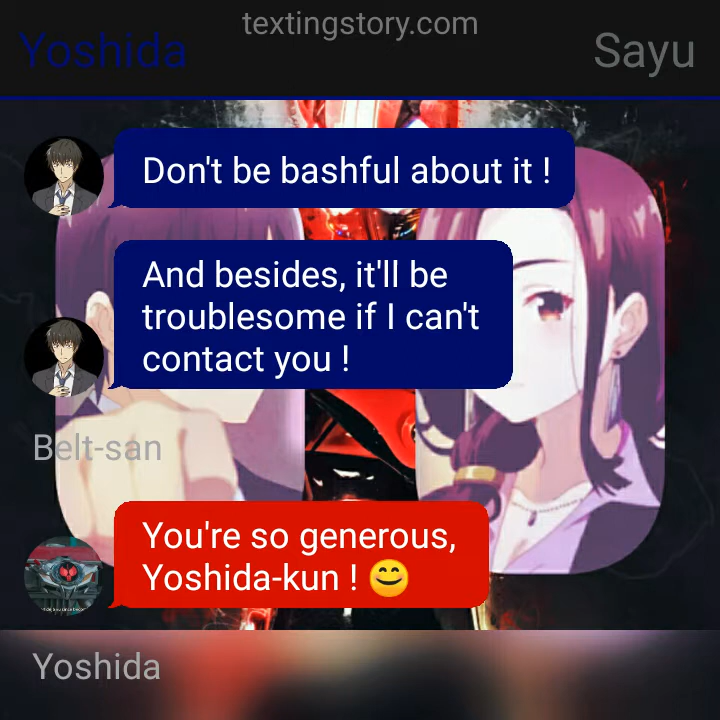 textingstory.com
Yoshida
Sayu
Don't be bashful about it !
And besides, it'll be
troublesome if I can't
contact you !
Belt-san
You're so generous,
Yoshida-kun ! 😊
Yoshida